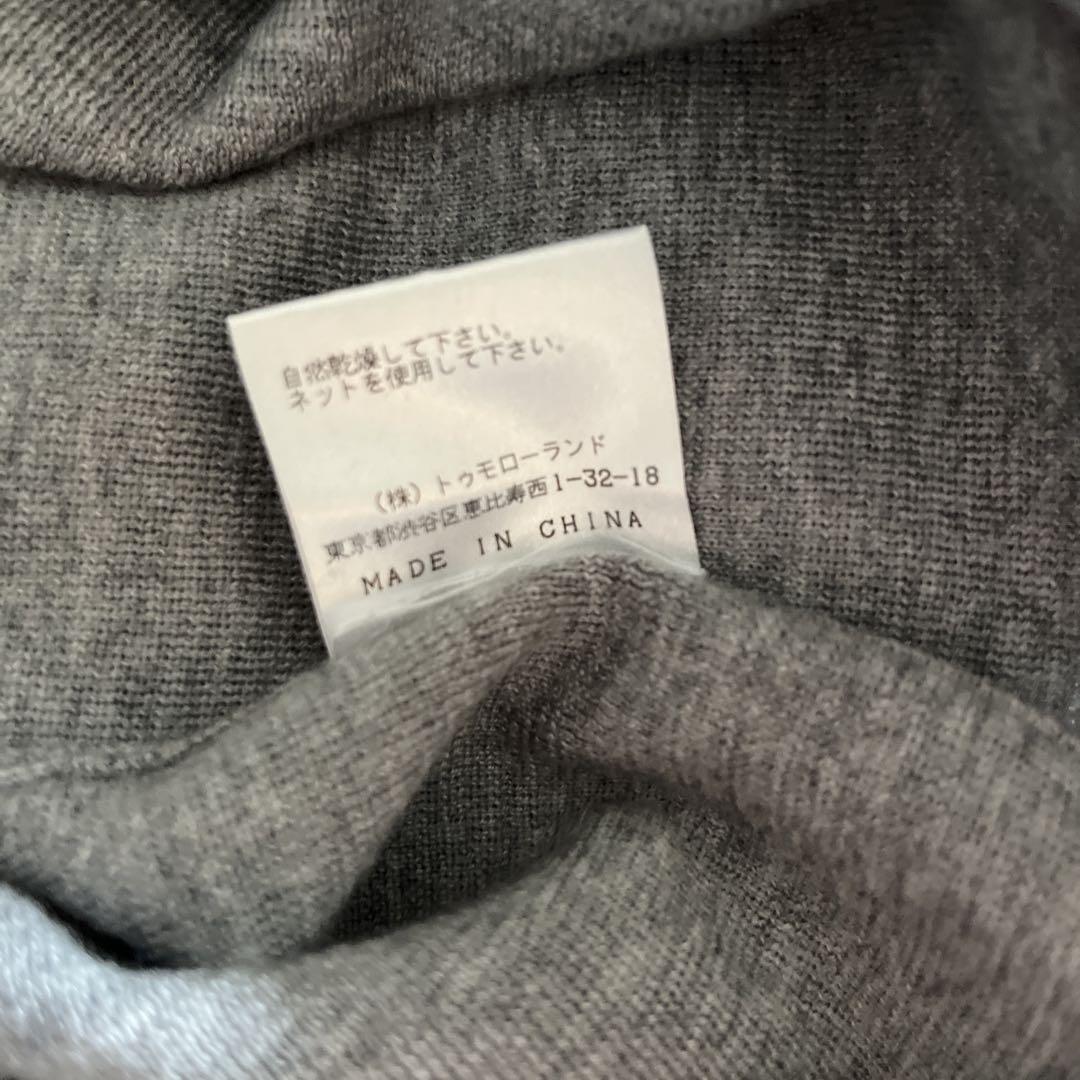 自然乾燥して下さい。
ネットを使用して下さい。
（株）トゥモローランド
東京都渋谷区恵比寿西1-32-18
MADE IN CHINA